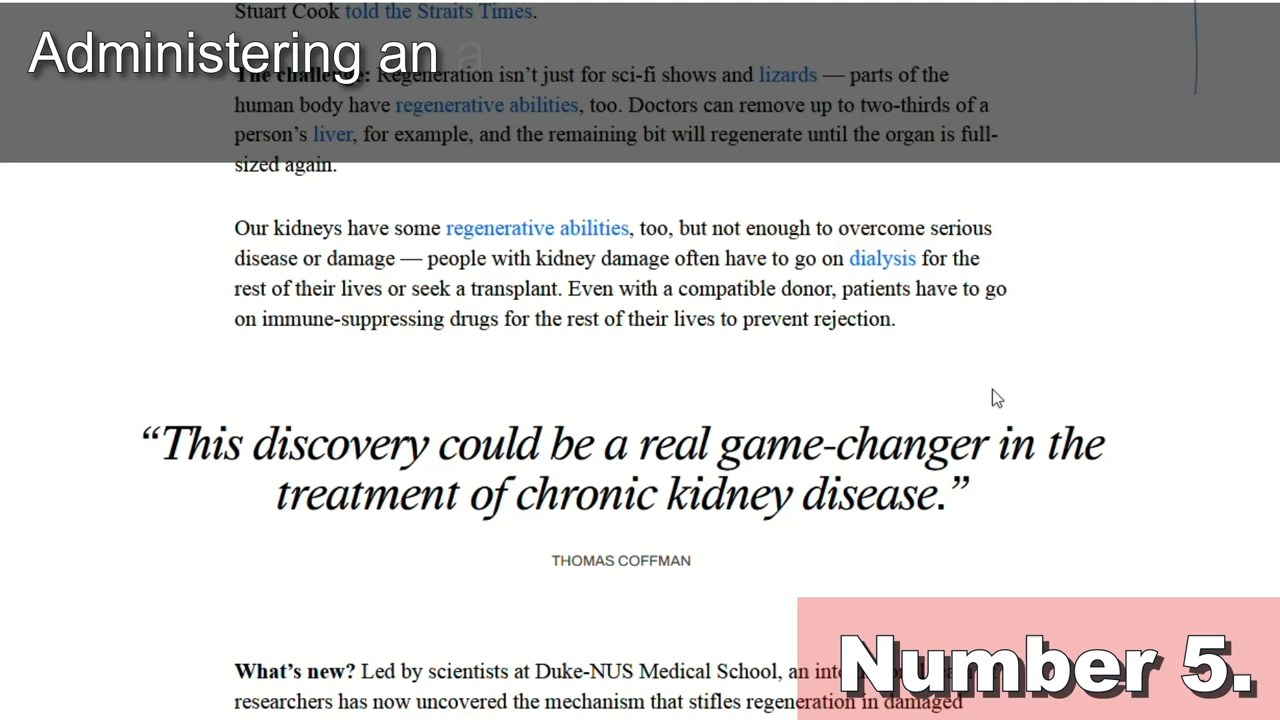 Stuart Cook told the Straits Times.
Administering an a
The challenge: Regeneration isn’t just for sci-fi shows and lizards — parts of the
human body have regenerative abilities, too. Doctors can remove up to two-thirds of a
person’s liver, for example, and the remaining bit will regenerate until the organ is full-
sized again.
Our kidneys have some regenerative abilities, too, but not enough to overcome serious
disease or damage — people with kidney damage often have to go on dialysis for the
rest of their lives or seek a transplant. Even with a compatible donor, patients have to go
on immune-suppressing drugs for the rest of their lives to prevent rejection.
“This discovery could be a real game-changer in the
treatment of chronic kidney disease.”
THOMAS COFFMAN
What’s new? Led by scientists at Duke-NUS Medical School, an
researchers has now uncovered the mechanism that stifles regeneration in damaged
Number 5.